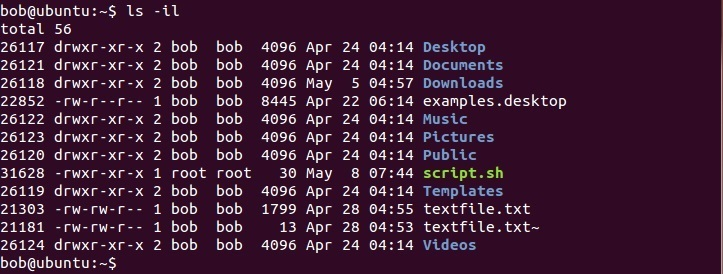 bob@ubuntu:~$ ls -il
total 56
26117 drwxr-xr-x 2 bob  bob  4096 Apr 24 04:14 Desktop
26121 drwxr-xr-x 2 bob  bob  4096 Apr 24 04:14 Documents
26118 drwxr-xr-x 2 bob  bob  4096 May  5 04:57 Downloads
22852 -rw-r--r-- 1 bob  bob  8445 Apr 22 06:14 examples.desktop
26122 drwxr-xr-x 2 bob  bob  4096 Apr 24 04:14 Music
26123 drwxr-xr-x 2 bob  bob  4096 Apr 24 04:14 Pictures
26120 drwxr-xr-x 2 bob  bob  4096 Apr 24 04:14 Public
31628 -rwxr-xr-x 1 root root   30 May  8 07:44 script.sh
26119 drwxr-xr-x 2 bob  bob  4096 Apr 24 04:14 Templates
21303 -rw-rw-r-- 1 bob  bob  1799 Apr 28 04:55 textfile.txt
21181 -rw-rw-r-- 1 bob  bob    13 Apr 28 04:53 textfile.txt~
26124 drwxr-xr-x 2 bob  bob  4096 Apr 24 04:14 Videos
bob@ubuntu:~$